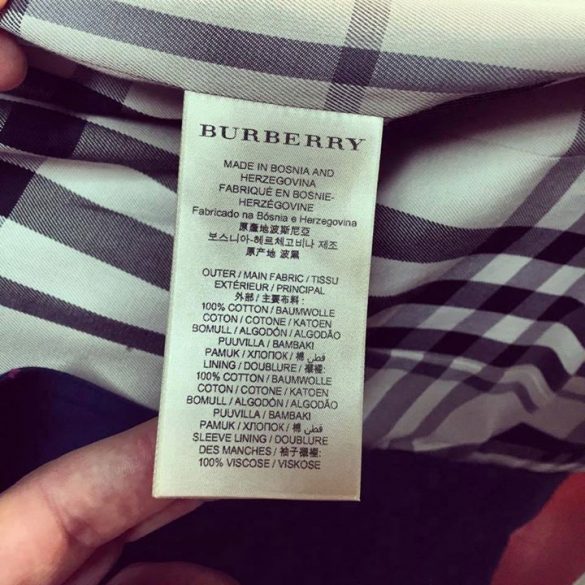 BURBERRY
MADE IN BOSNIA AND
HERZEGOVINA
FABRIQUÉ EN BOSNIE-
HERZÉGOVINE
Fabricado na Bósnia e Herzegovina
原產地波斯尼亞
보스니아-헤르체고비나 제조
原产地 波黑
OUTER / MAIN FABRIC / TISSU
EXTÉRIEUR / PRINCIPAL
外部 / 主要布料 :
100% COTTON / BAUMWOLLE
COTON / COTONE / KATOEN
BOMULL / ALGODÓN / ALGODÃO
PUUVILLA / BAMBAKI
PAMUK / ХЛОПОК / 棉 قطن /
LINING / DOUBLURE / 襯裡:
100% COTTON / BAUMWOLLE
COTON / COTONE / KATOEN
BOMULL / ALGODÓN / ALGODÃO
PUUVILLA / BAMBAKI
PAMUK / ХЛОПОК / 棉 قطن /
SLEEVE LINING / DOUBLURE
DES MANCHES / 袖子襯裡:
100% VISCOSE / VISKOSE